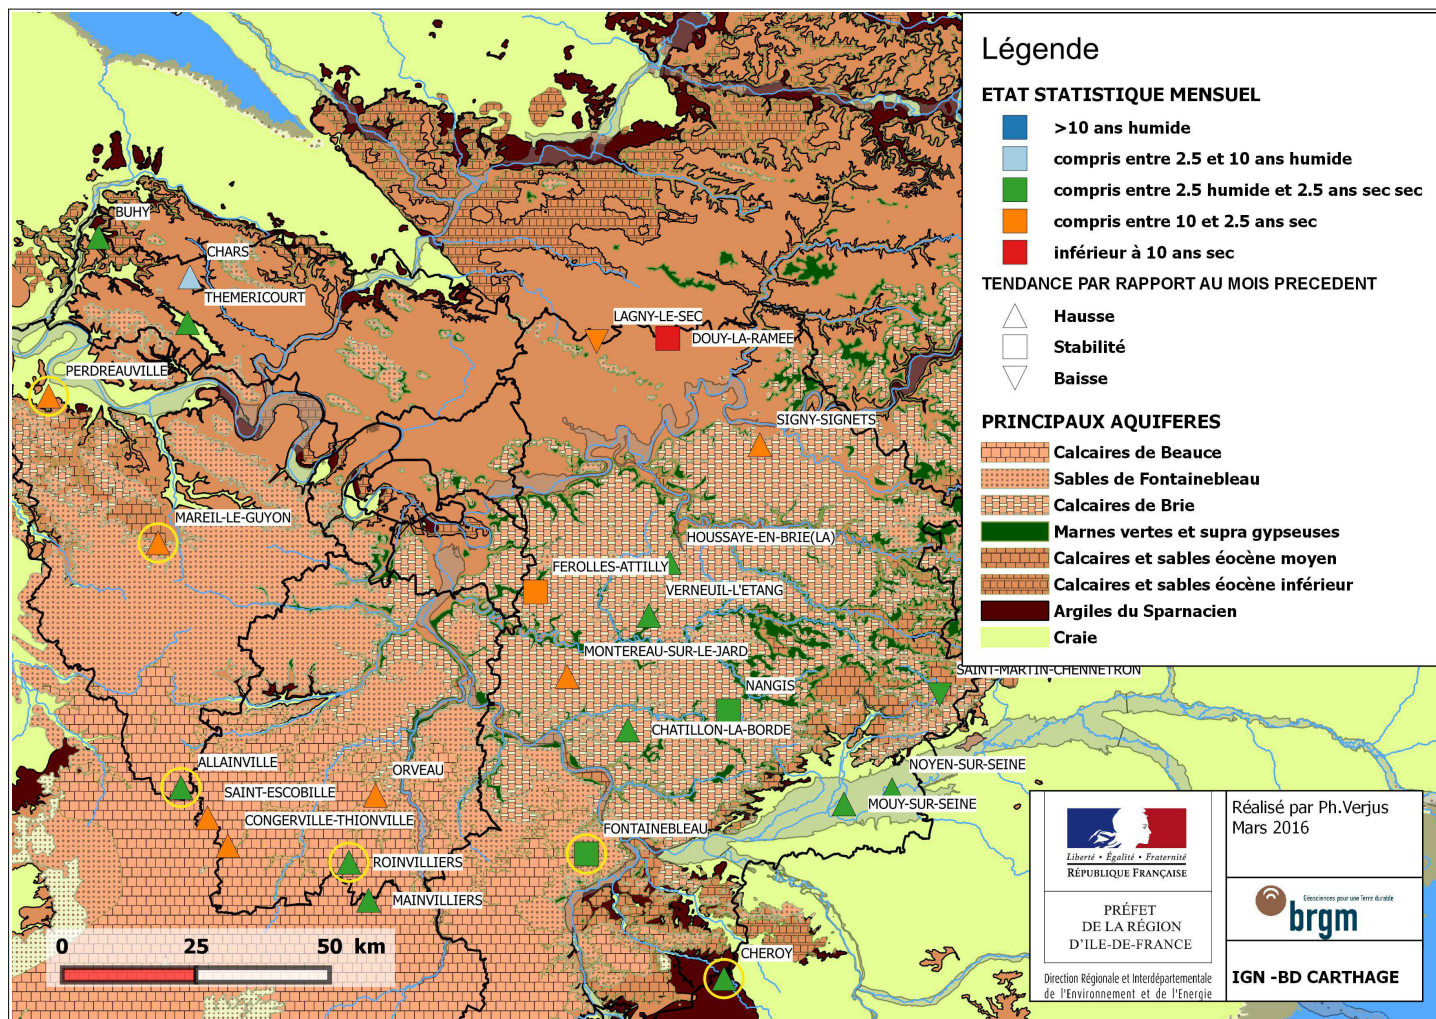 Légende
ETAT STATISTIQUE MENSUEL
>10 ans humide
compris entre 2.5 et 10 ans humide
compris entre 2.5 humide et 2.5 ans sec sec
compris entre 10 et 2.5 ans sec
inférieur à 10 ans sec
TENDANCE PAR RAPPORT AU MOIS PRECEDENT
Hausse
Stabilité
Baisse
PRINCIPAUX AQUIFERES
Calcaires de Beauce
Sables de Fontainebleau
Calcaires de Brie
Marnes vertes et supra gypseuses
Calcaires et sables éocène moyen
Calcaires et sables éocène inférieur
Argiles du Sparnacien
Craie
BUHY
CHARS
THEMERICOURT
LAGNY-LE-SEC
DOUY-LA-RAMEE
PERDREAUVILLE
SIGNY-SIGNETS
MAREIL-LE-GUYON
HOUSSAYE-EN-BRIE(LA)
FEROLLES-ATTILLY
VERNEUIL-L'ETANG
MONTEREAU-SUR-LE-JARD
SAINT-MARTIN-CHENNETRON
NANGIS
CHATILLON-LA-BORDE
ALLAINVILLE
ORVEAU
NOYEN-SUR-SEINE
SAINT-ESCOBILLE
MOUY-SUR-SEINE
CONGERVILLE-THIONVILLE
FONTAINEBLEAU
ROINVILLIERS
MAINVILLIERS
CHEROY
0 25 50 km
Liberté • Égalité • Fraternité
RÉPUBLIQUE FRANÇAISE
PRÉFET
DE LA RÉGION
D'ILE-DE-FRANCE
Direction Régionale et Interdépartementale
de l'Environnement et de l'Energie
Réalisé par Ph.Verjus
Mars 2016
Géosciences pour une Terre durable
brgm
IGN -BD CARTHAGE